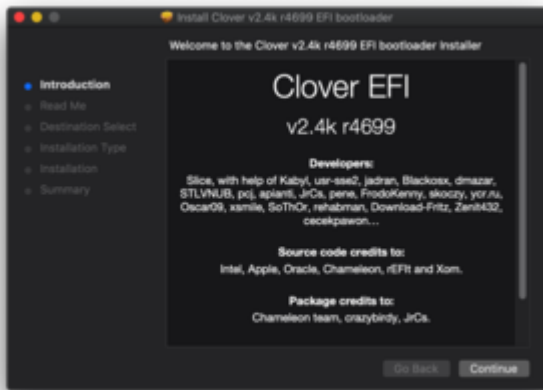 Install Clover v2.4k r4699 EFI bootloader
Welcome to the Clover v2.4k r4699 EFI bootloader Installer
Introduction
Read Me
Destination Select
Installation Type
Installation
Summary
Clover EFI
v2.4k r4699
Developers:
Slice, with help of Kabyl, usr-sse2, jadran, Blackosx, dmazar,
STLVNUB, pcj, apianti, JrCs, pene, FrodoKenny, skoczy, ycr.ru,
Oscar09, xsmile, SoThOr, rehabman, Download-Fritz, Zenit432,
cecekpawon...
Source code credits to:
Intel, Apple, Oracle, Chameleon, rEFIt and Xom.
Package credits to:
Chameleon team, crazybirdy, JrCs.
Go Back
Continue